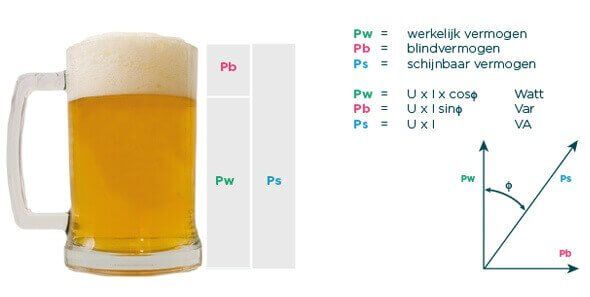 Pb
Pw
Ps
Pw = werkelijk vermogen
Pb = blindvermogen
Ps = schijnbaar vermogen
Pw = U x I x cosϕ Watt
Pb = U x I sinϕ Var
Ps = U x I VA
Pw
ϕ
Ps
Pb